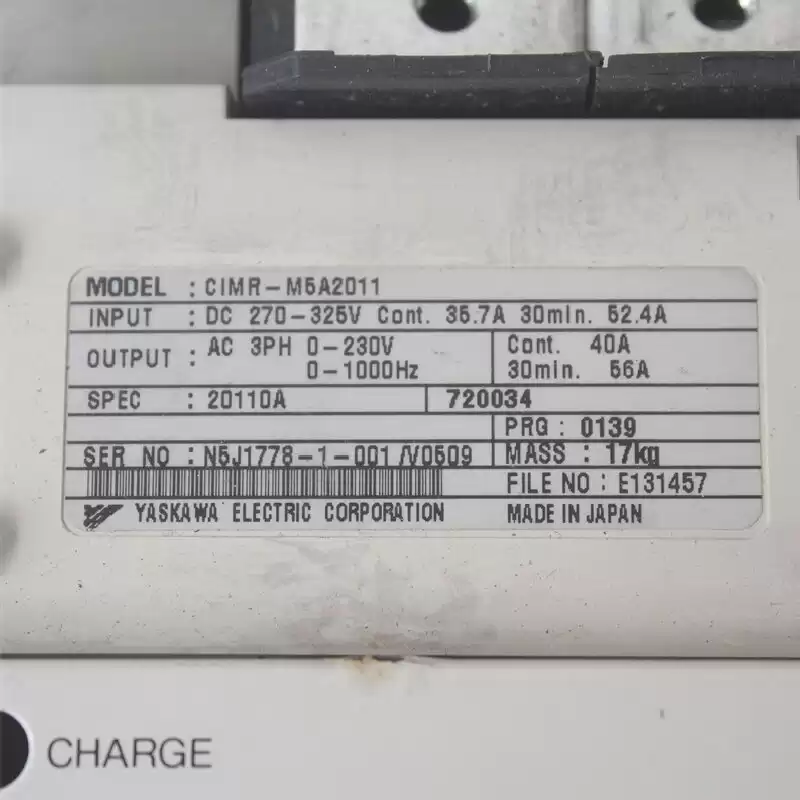 MODEL : CIMR-M5A2011
INPUT : DC 270-325V Cont. 35.7A 30min. 52.4A
OUTPUT : AC 3PH 0-230V Cont. 40A
0-1000Hz 30min. 56A
SPEC : 20110A 720034
PRG : 0139
SER NO : N5J1778-1-001/V0509 MASS : 17kg
FILE NO : E131457
YASKAWA ELECTRIC CORPORATION MADE IN JAPAN
CHARGE